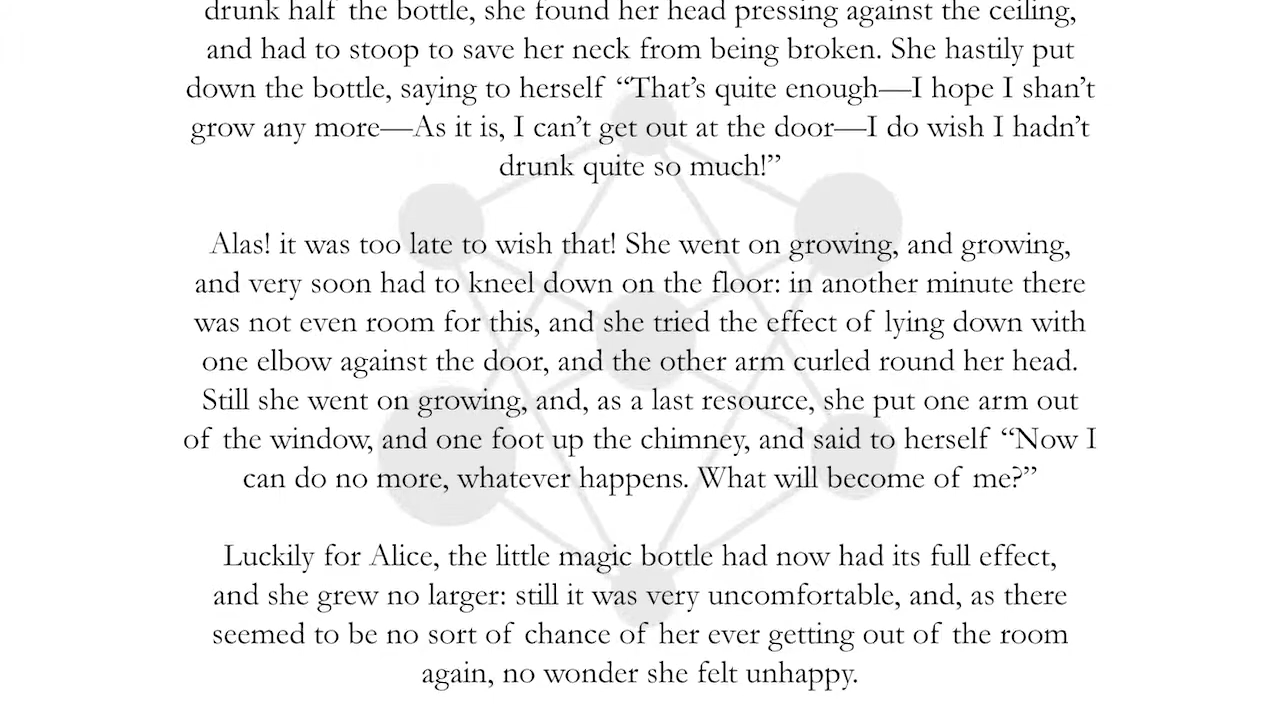 drunk half the bottle, she found her head pressing against the ceiling,
and had to stoop to save her neck from being broken. She hastily put
down the bottle, saying to herself “That’s quite enough—I hope I shan’t
grow any more—As it is, I can’t get out at the door—I do wish I hadn’t
drunk quite so much!”
Alas! it was too late to wish that! She went on growing, and growing,
and very soon had to kneel down on the floor: in another minute there
was not even room for this, and she tried the effect of lying down with
one elbow against the door, and the other arm curled round her head.
Still she went on growing, and, as a last resource, she put one arm out
of the window, and one foot up the chimney, and said to herself “Now I
can do no more, whatever happens. What will become of me?”
Luckily for Alice, the little magic bottle had now had its full effect,
and she grew no larger: still it was very uncomfortable, and, as there
seemed to be no sort of chance of her ever getting out of the room
again, no wonder she felt unhappy.